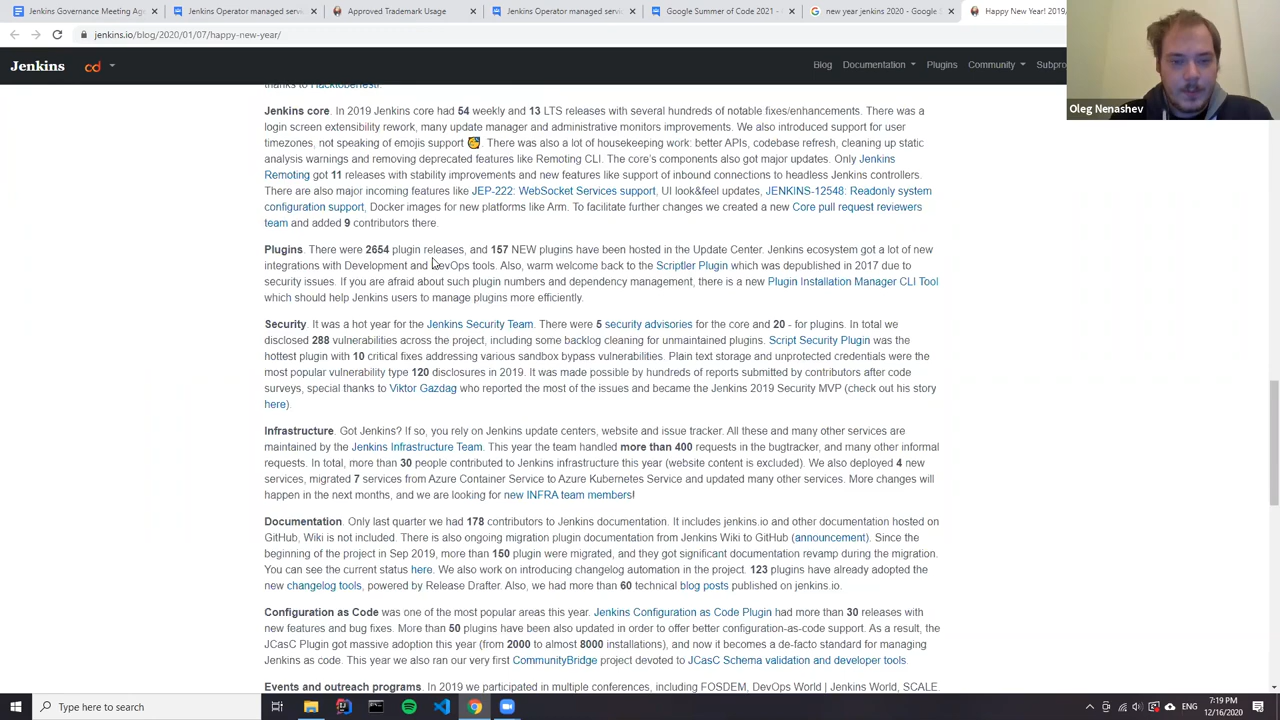 Jenkins Governance Meeting Ag
Jenkins Operator managed servi
Approved Trademark Usage
Jenkins Operator managed servi
Google Summer of Code 2021 -
new year jenkins 2020 - Google S
Happy New Year! 2019/
jenkins.io/blog/2020/01/07/happy-new-year/
Jenkins cd Blog Documentation Plugins Community Subpro
Oleg Nenashev
thanks to Hacktoberfest!
Jenkins core. In 2019 Jenkins core had 54 weekly and 13 LTS releases with several hundreds of notable fixes/enhancements. There was a
login screen extensibility rework, many update manager and administrative monitors improvements. We also introduced support for user
timezones, not speaking of emojis support 🥳. There was also a lot of housekeeping work: better APIs, codebase refresh, cleaning up static
analysis warnings and removing deprecated features like Remoting CLI. The core's components also got major updates. Only Jenkins
Remoting got 11 releases with stability improvements and new features like support of inbound connections to headless Jenkins controllers.
There are also major incoming features like JEP-222: WebSocket Services support, UI look&feel updates, JENKINS-12548: Readonly system
configuration support, Docker images for new platforms like Arm. To facilitate further changes we created a new Core pull request reviewers
team and added 9 contributors there.
Plugins. There were 2654 plugin releases, and 157 NEW plugins have been hosted in the Update Center. Jenkins ecosystem got a lot of new
integrations with Development and DevOps tools. Also, warm welcome back to the Scriptler Plugin which was depublished in 2017 due to
security issues. If you are afraid about such plugin numbers and dependency management, there is a new Plugin Installation Manager CLI Tool
which should help Jenkins users to manage plugins more efficiently.
Security. It was a hot year for the Jenkins Security Team. There were 5 security advisories for the core and 20 - for plugins. In total we
disclosed 288 vulnerabilities across the project, including some backlog cleaning for unmaintained plugins. Script Security Plugin was the
hottest plugin with 10 critical fixes addressing various sandbox bypass vulnerabilities. Plain text storage and unprotected credentials were the
most popular vulnerability type 120 disclosures in 2019. It was made possible by hundreds of reports submitted by contributors after code
surveys, special thanks to Viktor Gazdag who reported the most of the issues and became the Jenkins 2019 Security MVP (check out his story
here).
Infrastructure. Got Jenkins? If so, you rely on Jenkins update centers, website and issue tracker. All these and many other services are
maintained by the Jenkins Infrastructure Team. This year the team handled more than 400 requests in the bugtracker, and many other informal
requests. In total, more than 30 people contributed to Jenkins infrastructure this year (website content is excluded). We also deployed 4 new
services, migrated 7 services from Azure Container Service to Azure Kubernetes Service and updated many other services. More changes will
happen in the next months, and we are looking for new INFRA team members!
Documentation. Only last quarter we had 178 contributors to Jenkins documentation. It includes jenkins.io and other documentation hosted on
GitHub, Wiki is not included. There is also ongoing migration plugin documentation from Jenkins Wiki to GitHub (announcement). Since the
beginning of the project in Sep 2019, more than 150 plugin were migrated, and they got significant documentation revamp during the migration.
You can see the current status here. We also work on introducing changelog automation in the project. 123 plugins have already adopted the
new changelog tools, powered by Release Drafter. Also, we had more than 60 technical blog posts published on jenkins.io.
Configuration as Code was one of the most popular areas this year. Jenkins Configuration as Code Plugin had more than 30 releases with
new features and bug fixes. More than 50 plugins have been also updated in order to offer better configuration-as-code support. As a result, the
JCasC Plugin got massive adoption this year (from 2000 to almost 8000 installations), and now it becomes a de-facto standard for managing
Jenkins as code. This year we also ran our very first CommunityBridge project devoted to JCasC Schema validation and developer tools.
Events and outreach programs. In 2019 we participated in multiple conferences, including FOSDEM, DevOps World | Jenkins World, SCALE.
Type here to search
ENG
7:19 PM
12/16/2020